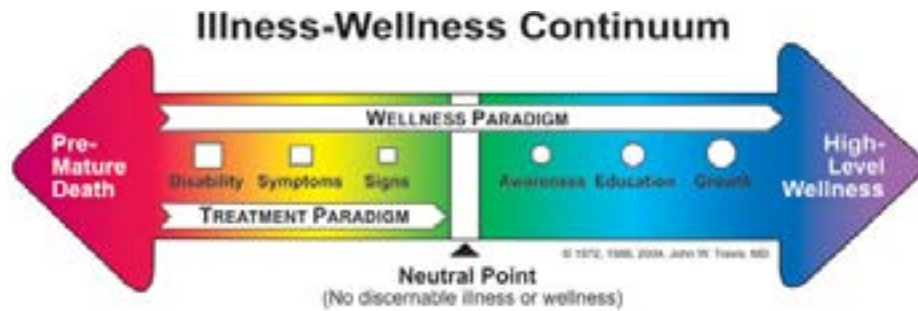 Illness-Wellness Continuum
WELLNESS PARADIGM
Pre-
Mature
Death
Disability Symptoms Signs
Awareness Education Growth
High-
Level
Wellness
TREATMENT PARADIGM
© 1972, 1988, 2004, John W. Travis, MD
Neutral Point
(No discernable illness or wellness)